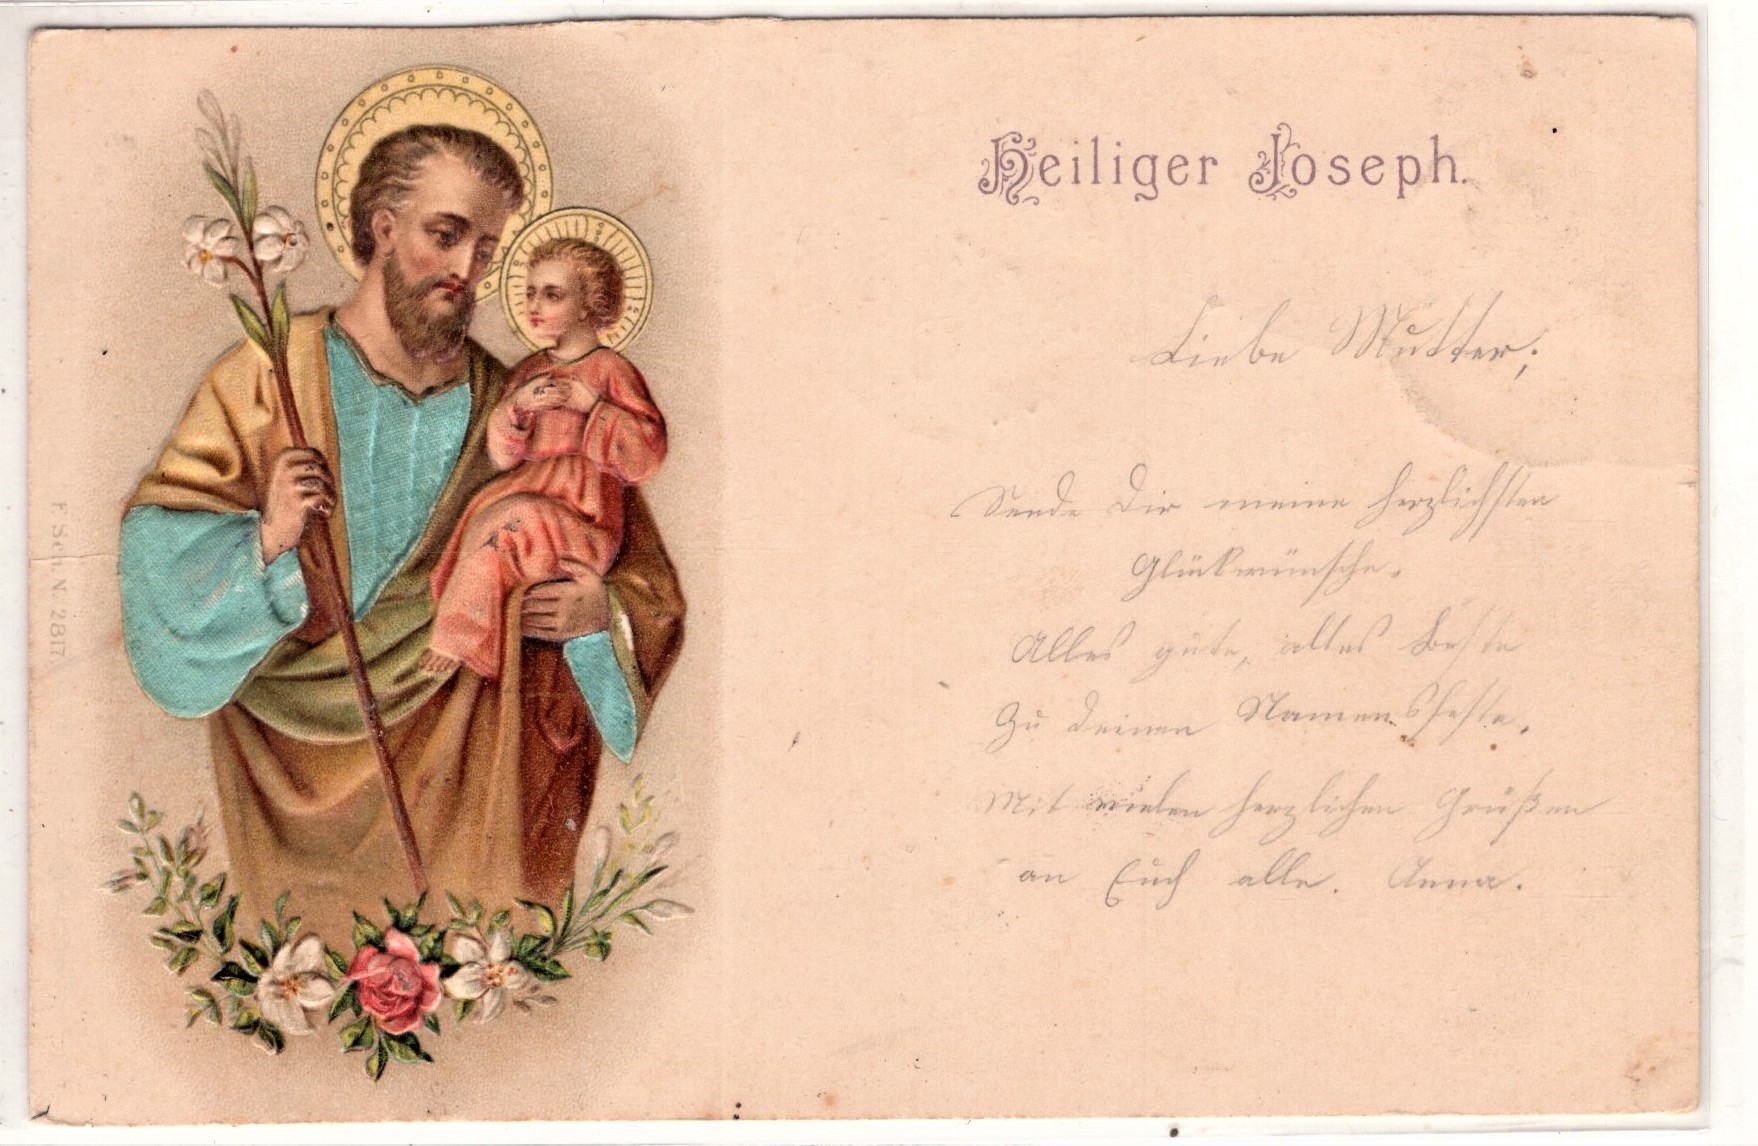 Heiliger Joseph.
Liebe Mutter,
Sende Dir meine herzlichsten
Glückwünsche.
Alles gute, alles Beste
Zu deinen Namensfeste.
Mit vielen herzlichen Grüßen
an Euch alle. Anna.
F. Sch. N. 2817.